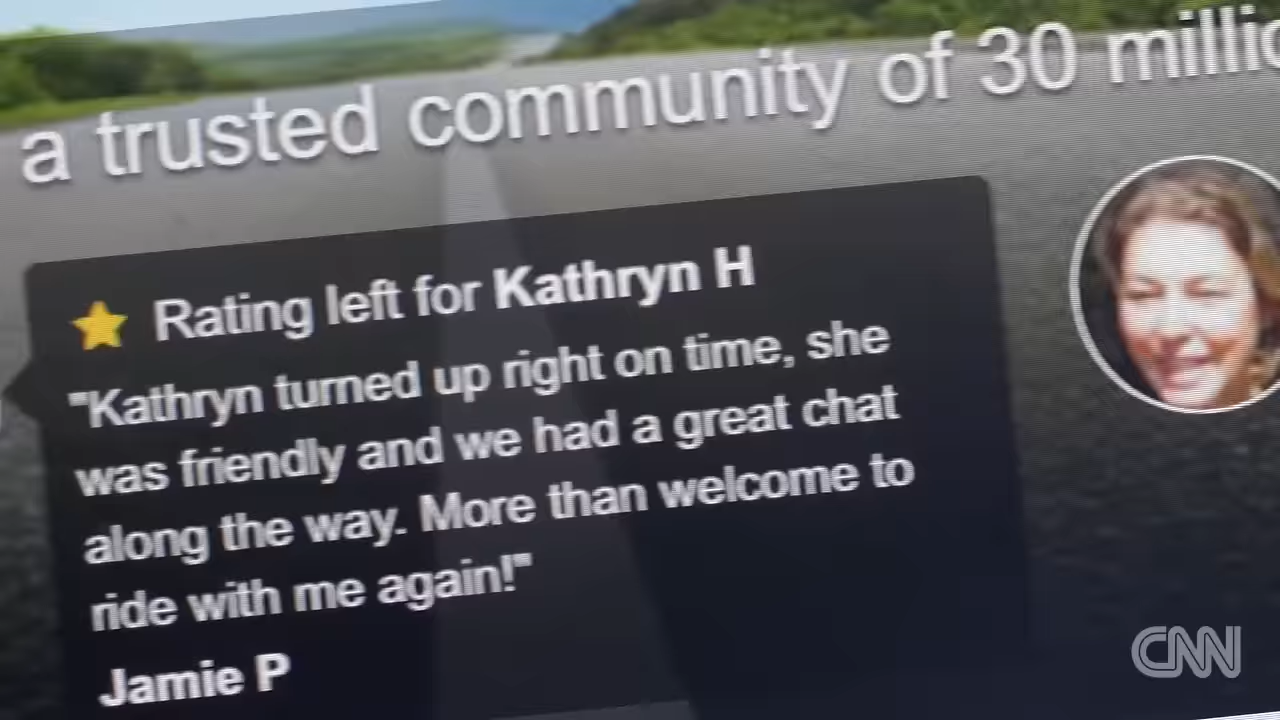 a trusted community of 30
Rating left for Kathryn H
"Kathryn turned up right on time, she
was friendly and we had a great chat
along the way. More than welcome to
ride with me again!"
Jamie P
CNN